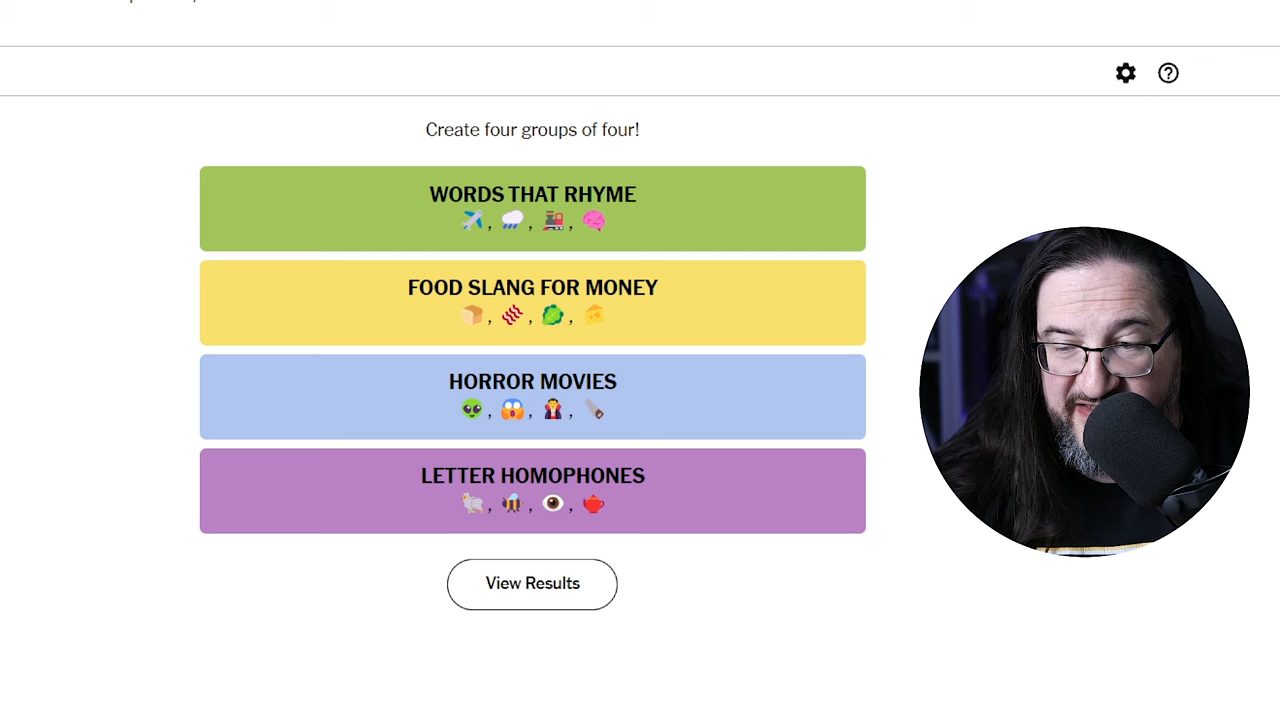 Create four groups of four!
WORDS THAT RHYME
✈️, 🌧️, 🚂, 🧠
FOOD SLANG FOR MONEY
🍞, 🥓, 🥬, 🧀
HORROR MOVIES
👽, 😱, 🧛, 🪚
LETTER HOMOPHONES
🐏, 🐝, 👁️, 🫖
View Results